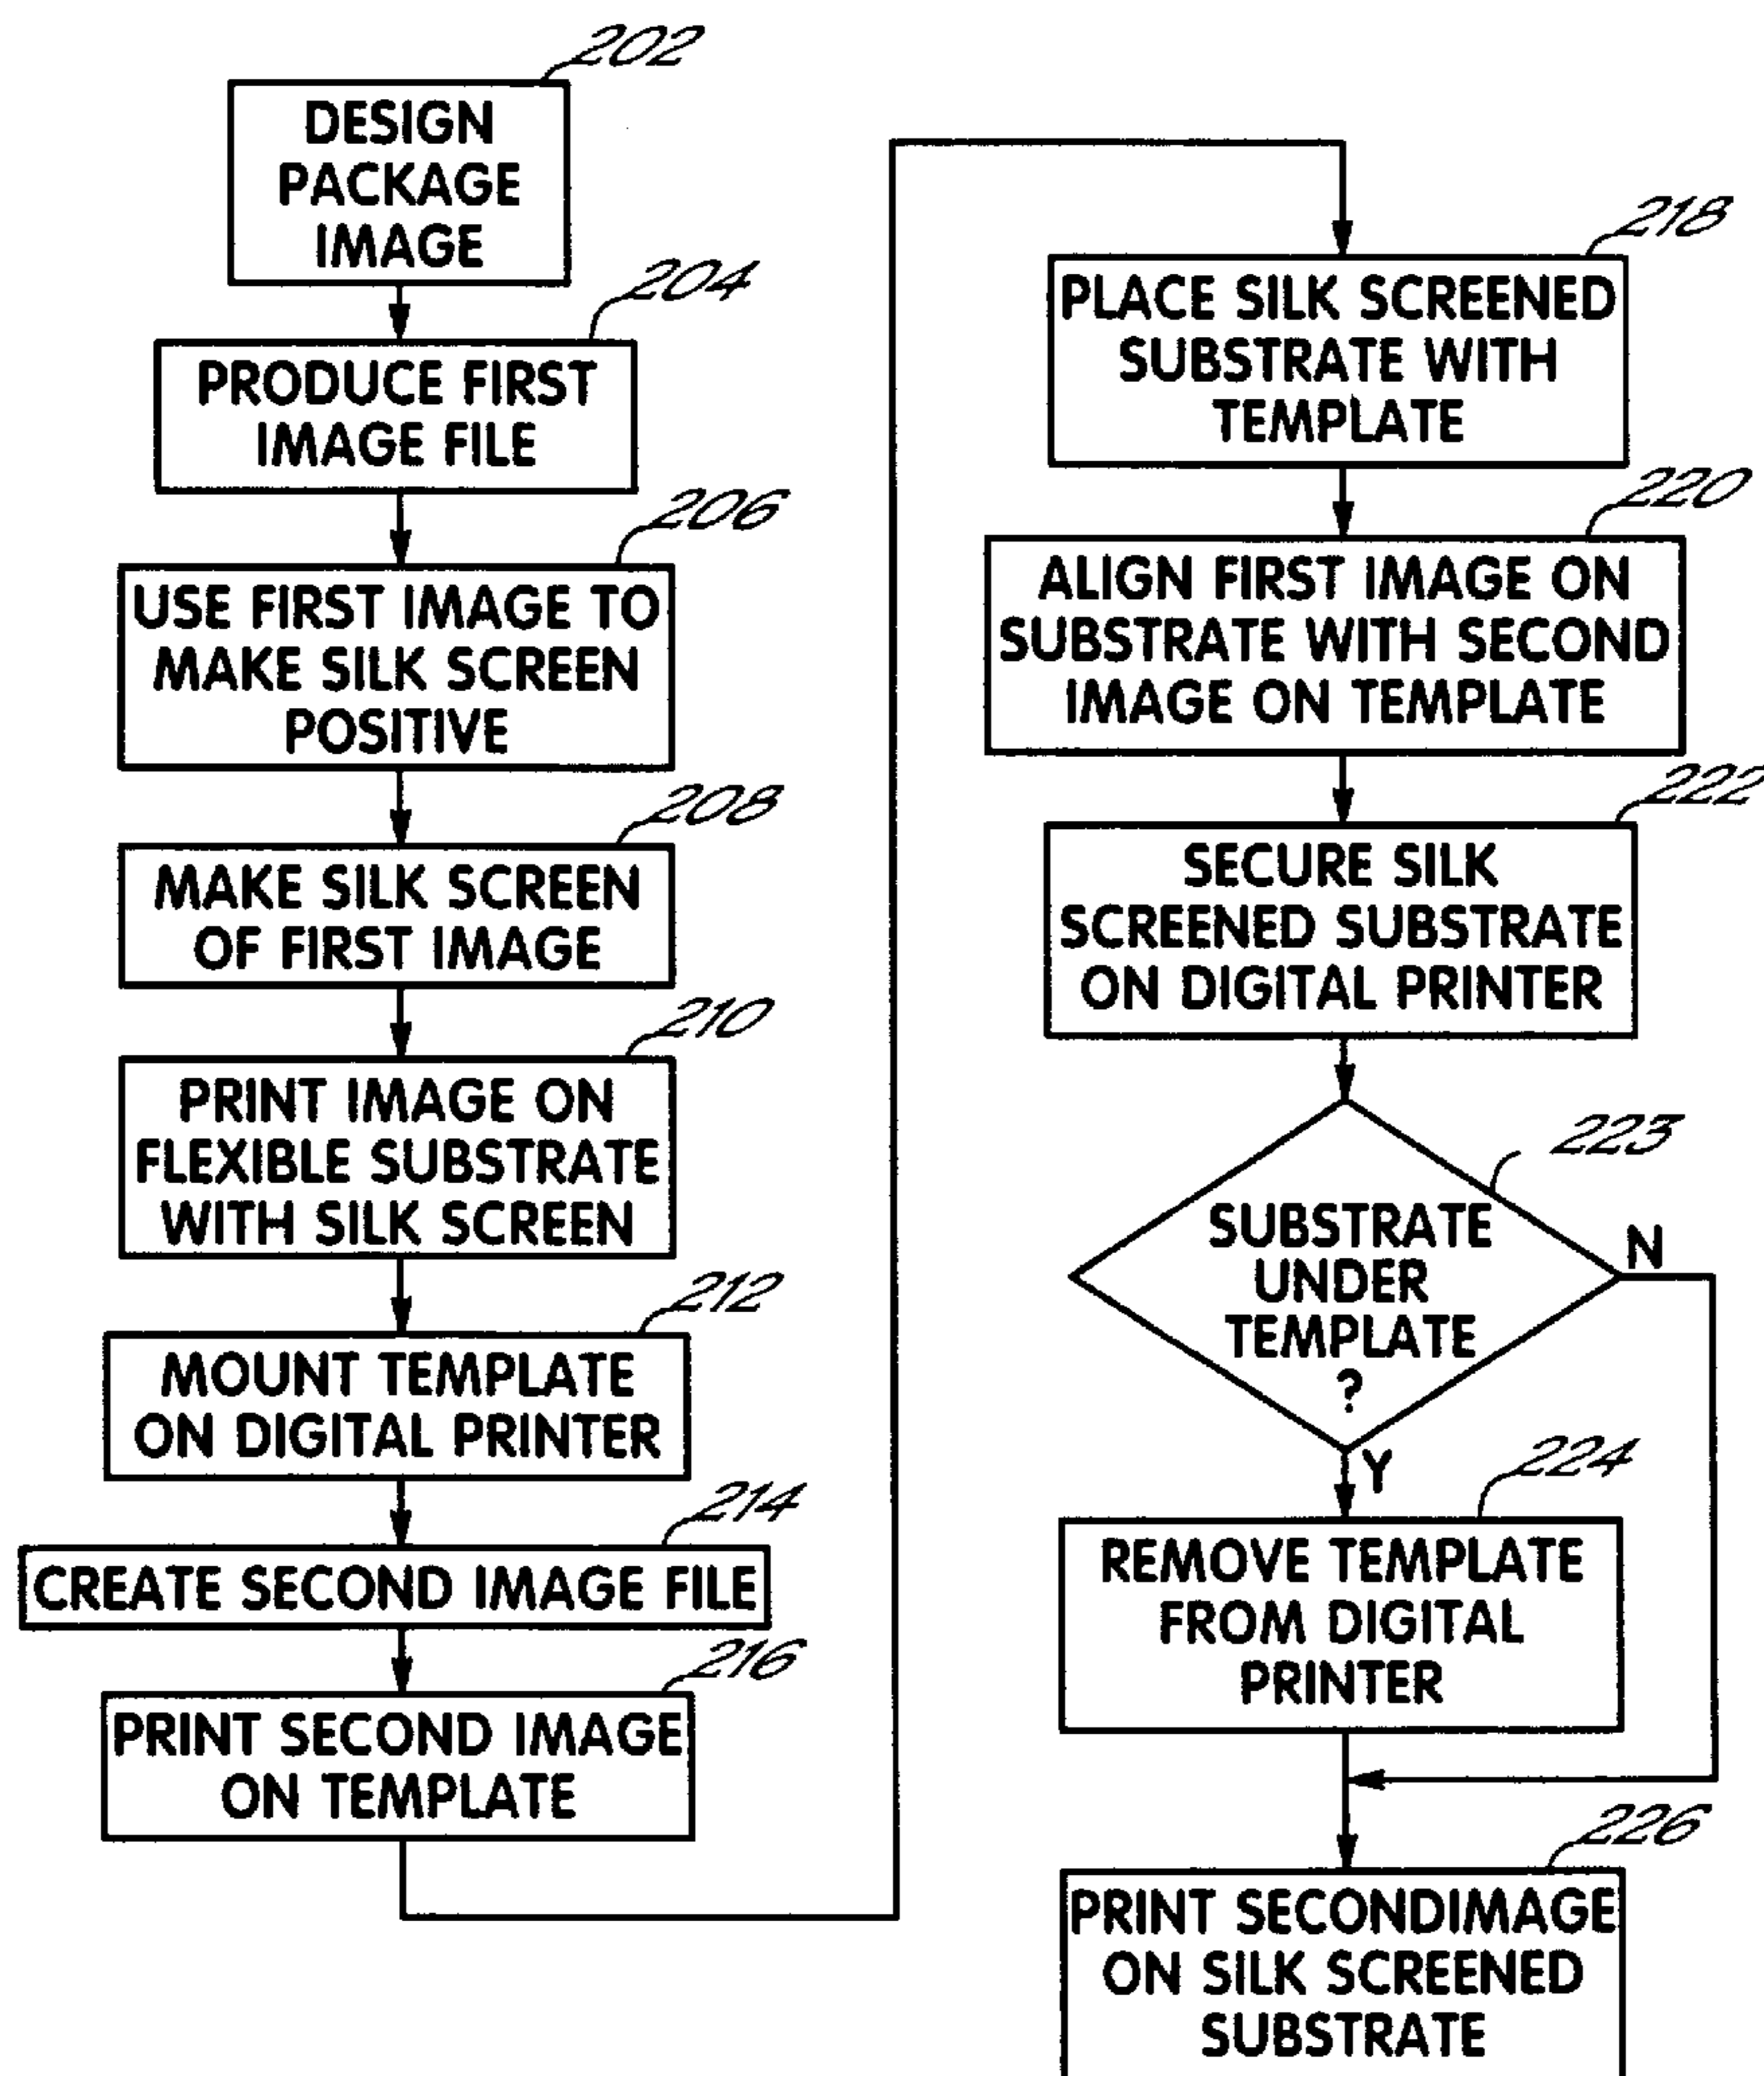 202
DESIGN
PACKAGE
IMAGE
204
PRODUCE FIRST
IMAGE FILE
206
USE FIRST IMAGE TO
MAKE SILK SCREEN
POSITIVE
208
MAKE SILK SCREEN
OF FIRST IMAGE
210
PRINT IMAGE ON
FLEXIBLE SUBSTRATE
WITH SILK SCREEN
212
MOUNT TEMPLATE
ON DIGITAL PRINTER
214
CREATE SECOND IMAGE FILE
216
PRINT SECOND IMAGE
ON TEMPLATE
218
PLACE SILK SCREENED
SUBSTRATE WITH
TEMPLATE
220
ALIGN FIRST IMAGE ON
SUBSTRATE WITH SECOND
IMAGE ON TEMPLATE
222
SECURE SILK
SCREENED SUBSTRATE
ON DIGITAL PRINTER
223
SUBSTRATE
UNDER
TEMPLATE
?
N
Y
224
REMOVE TEMPLATE
FROM DIGITAL
PRINTER
226
PRINT SECONDIMAGE
ON SILK SCREENED
SUBSTRATE